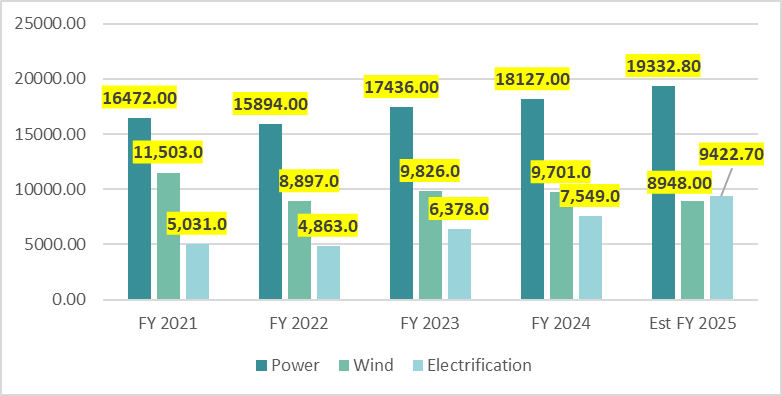 25000.00
20000.00
15000.00
10000.00
5000.00
0.00
16472.00
11,503.0
5,031.0
15894.00
8,897.0
4,863.0
17436.00
9,826.0
6,378.0
18127.00
9,701.0
7,549.0
19332.80
8948.00
9422.70
FY 2021
FY 2022
FY 2023
FY 2024
Est FY 2025
Power
Wind
Electrification